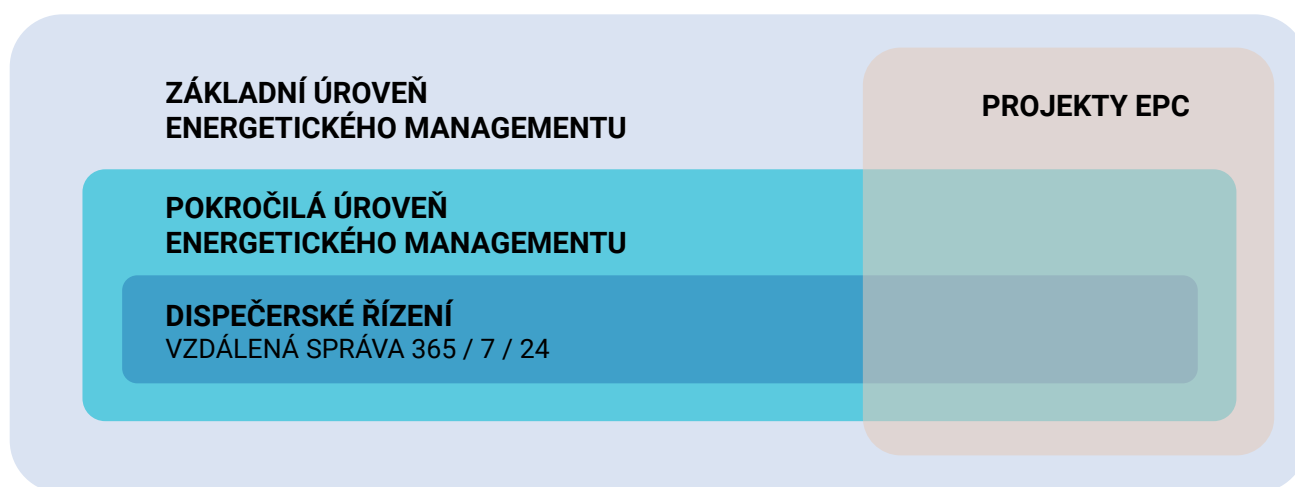 ZÁKLADNÍ ÚROVEŇ
ENERGETICKÉHO MANAGEMENTU
PROJEKTY EPC
POKROČILÁ ÚROVEŇ
ENERGETICKÉHO MANAGEMENTU
DISPEČERSKÉ ŘÍZENÍ
VZDÁLENÁ SPRÁVA 365 / 7 / 24